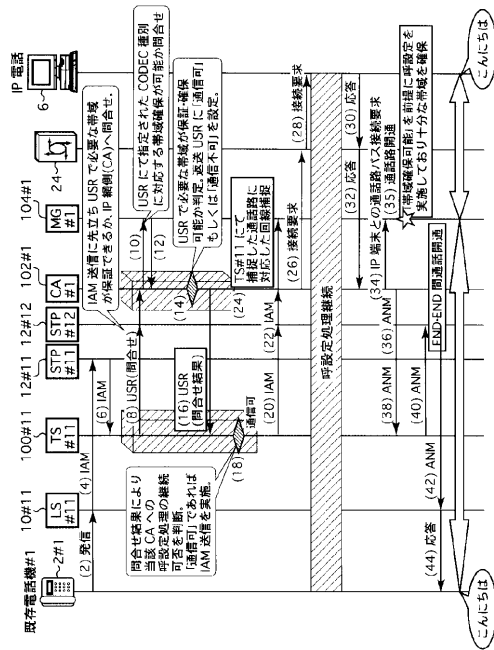 既存電話機#1
2#1
10#11
LS
#11
100#11
TS
#11
12#11
STP
#11
12#12
STP
#12
102#1
CA
#1
104#1
MG
#1
24
6
IP 電話
(2) 発信
(4) IAM
(6) IAM
IAM 送信に先立ち USR で必要な帯域
が保証できるか、IP 網側(CA)へ問合せ.
(8) USR(問合せ)
(10)
(12)
USR にて指定された CODEC 種別
に対応する帯域確保が可能か問合せ
(14)
USR で必要な帯域が保証・確保
可能か判定, 返送 USR に「通信可」
もしくは、「通信不可」を設定。
(16) USR
(問合せ結果)
(18)
問合せ結果により
当該 CA への
呼設定処理の継続
可否を判断.
「通信可」であれば
IAM 送信を実施。
通信可
(20) IAM
(22) IAM
(24)
TS#11 にて
捕捉した通話路に
対応した回線捕捉
(26) 接続要求
(28) 接続要求
呼設定処理継続
(30) 応答
(32) 応答
(34) IP 端末との通話路パス接続要求
(35) 通話路開通
「帯域確保可能」を前提に呼設定を
実施しており十分な帯域を確保
(36) ANM
(38) ANM
(40) ANM
(42) ANM
(44) 応答
END-END 間通話開通
こんにちは
こんにちは